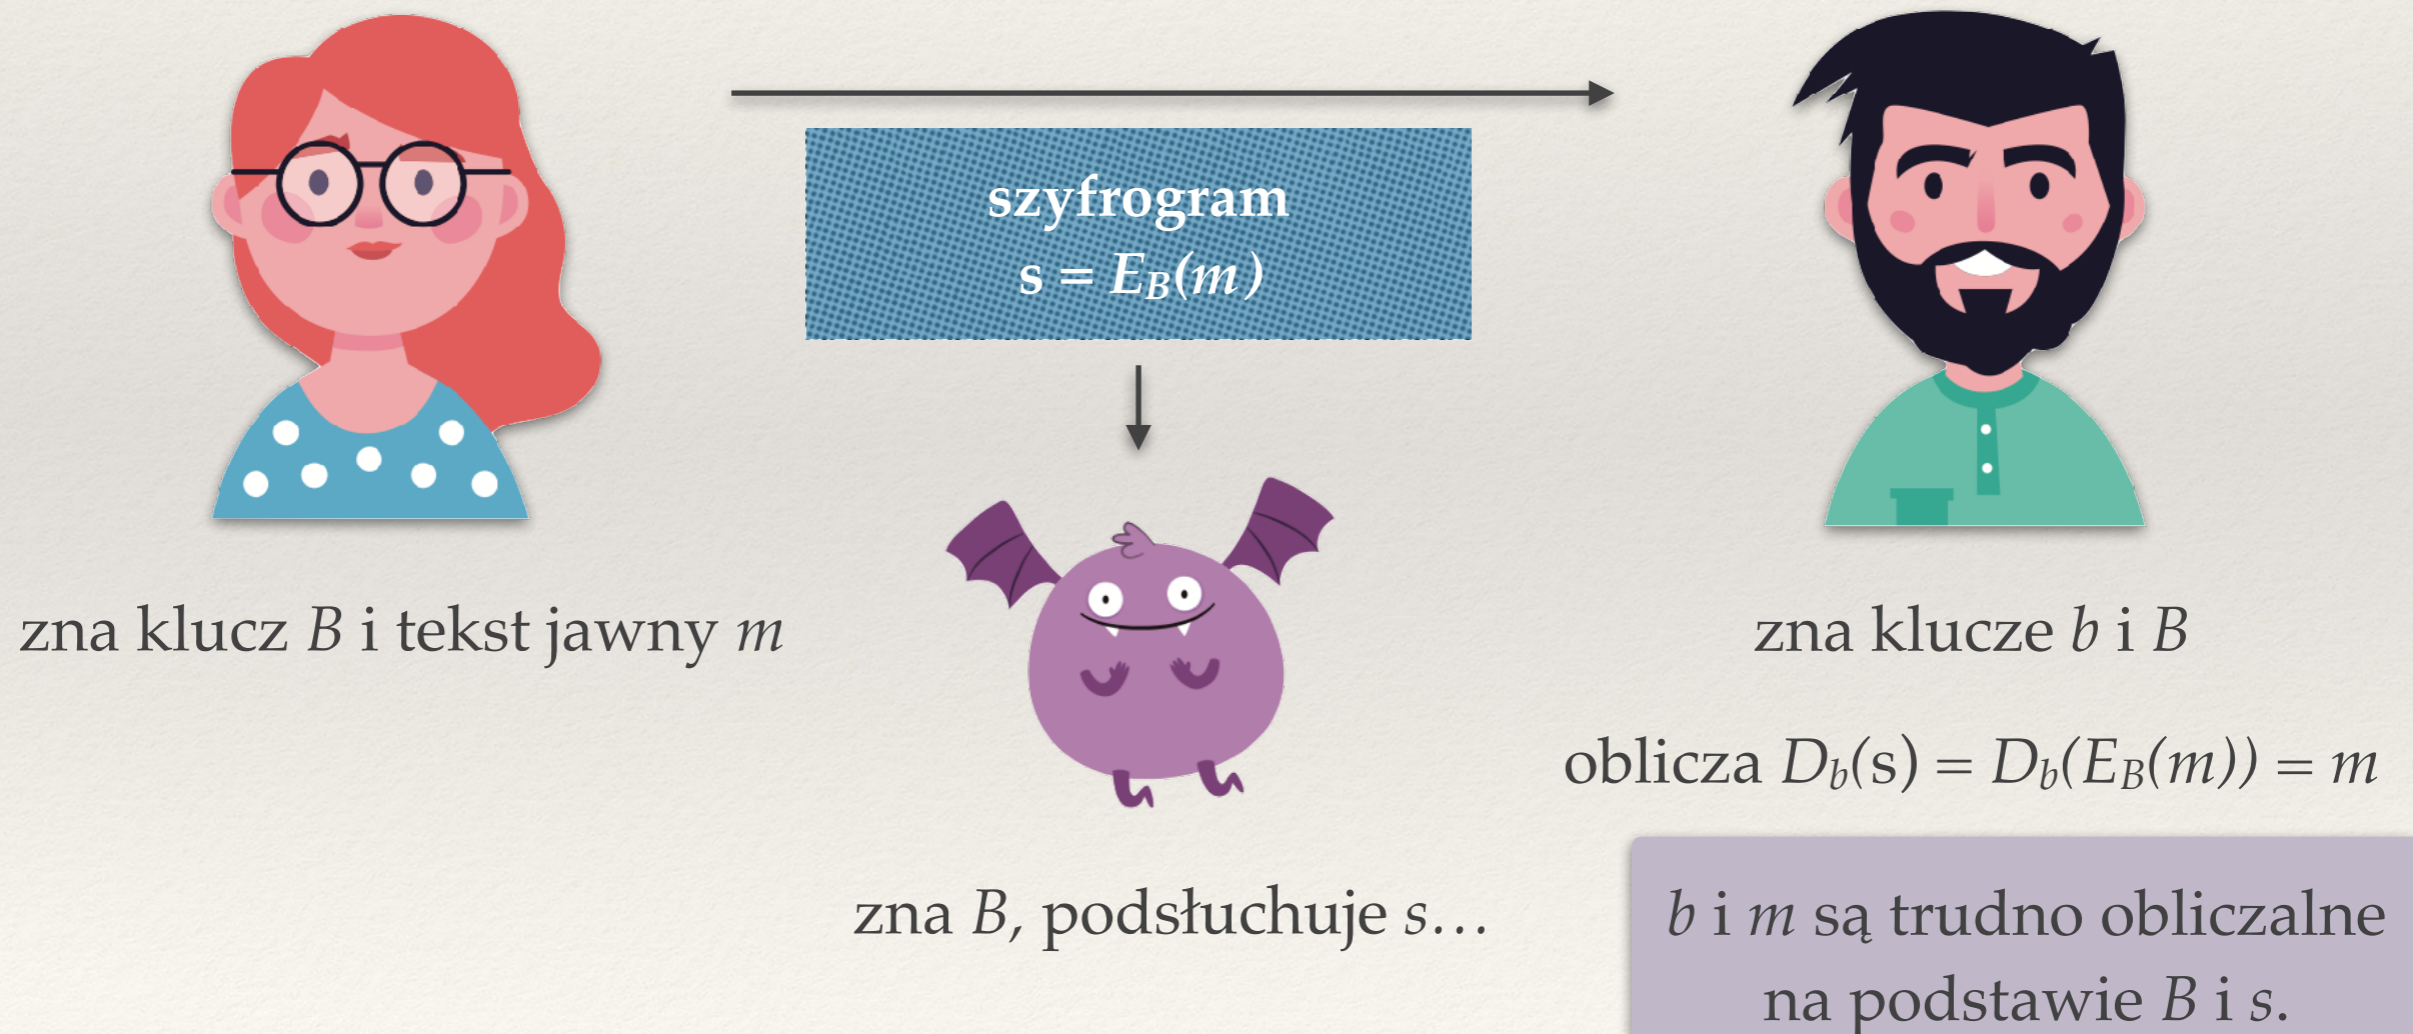 szyfrogram
s = E_B(m)
zna klucz B i tekst jawny m
zna klucze b i B
oblicza D_b(s) = D_b(E_B(m)) = m
zna B, podsłuchuje s…
b i m są trudno obliczalne
na podstawie B i s.